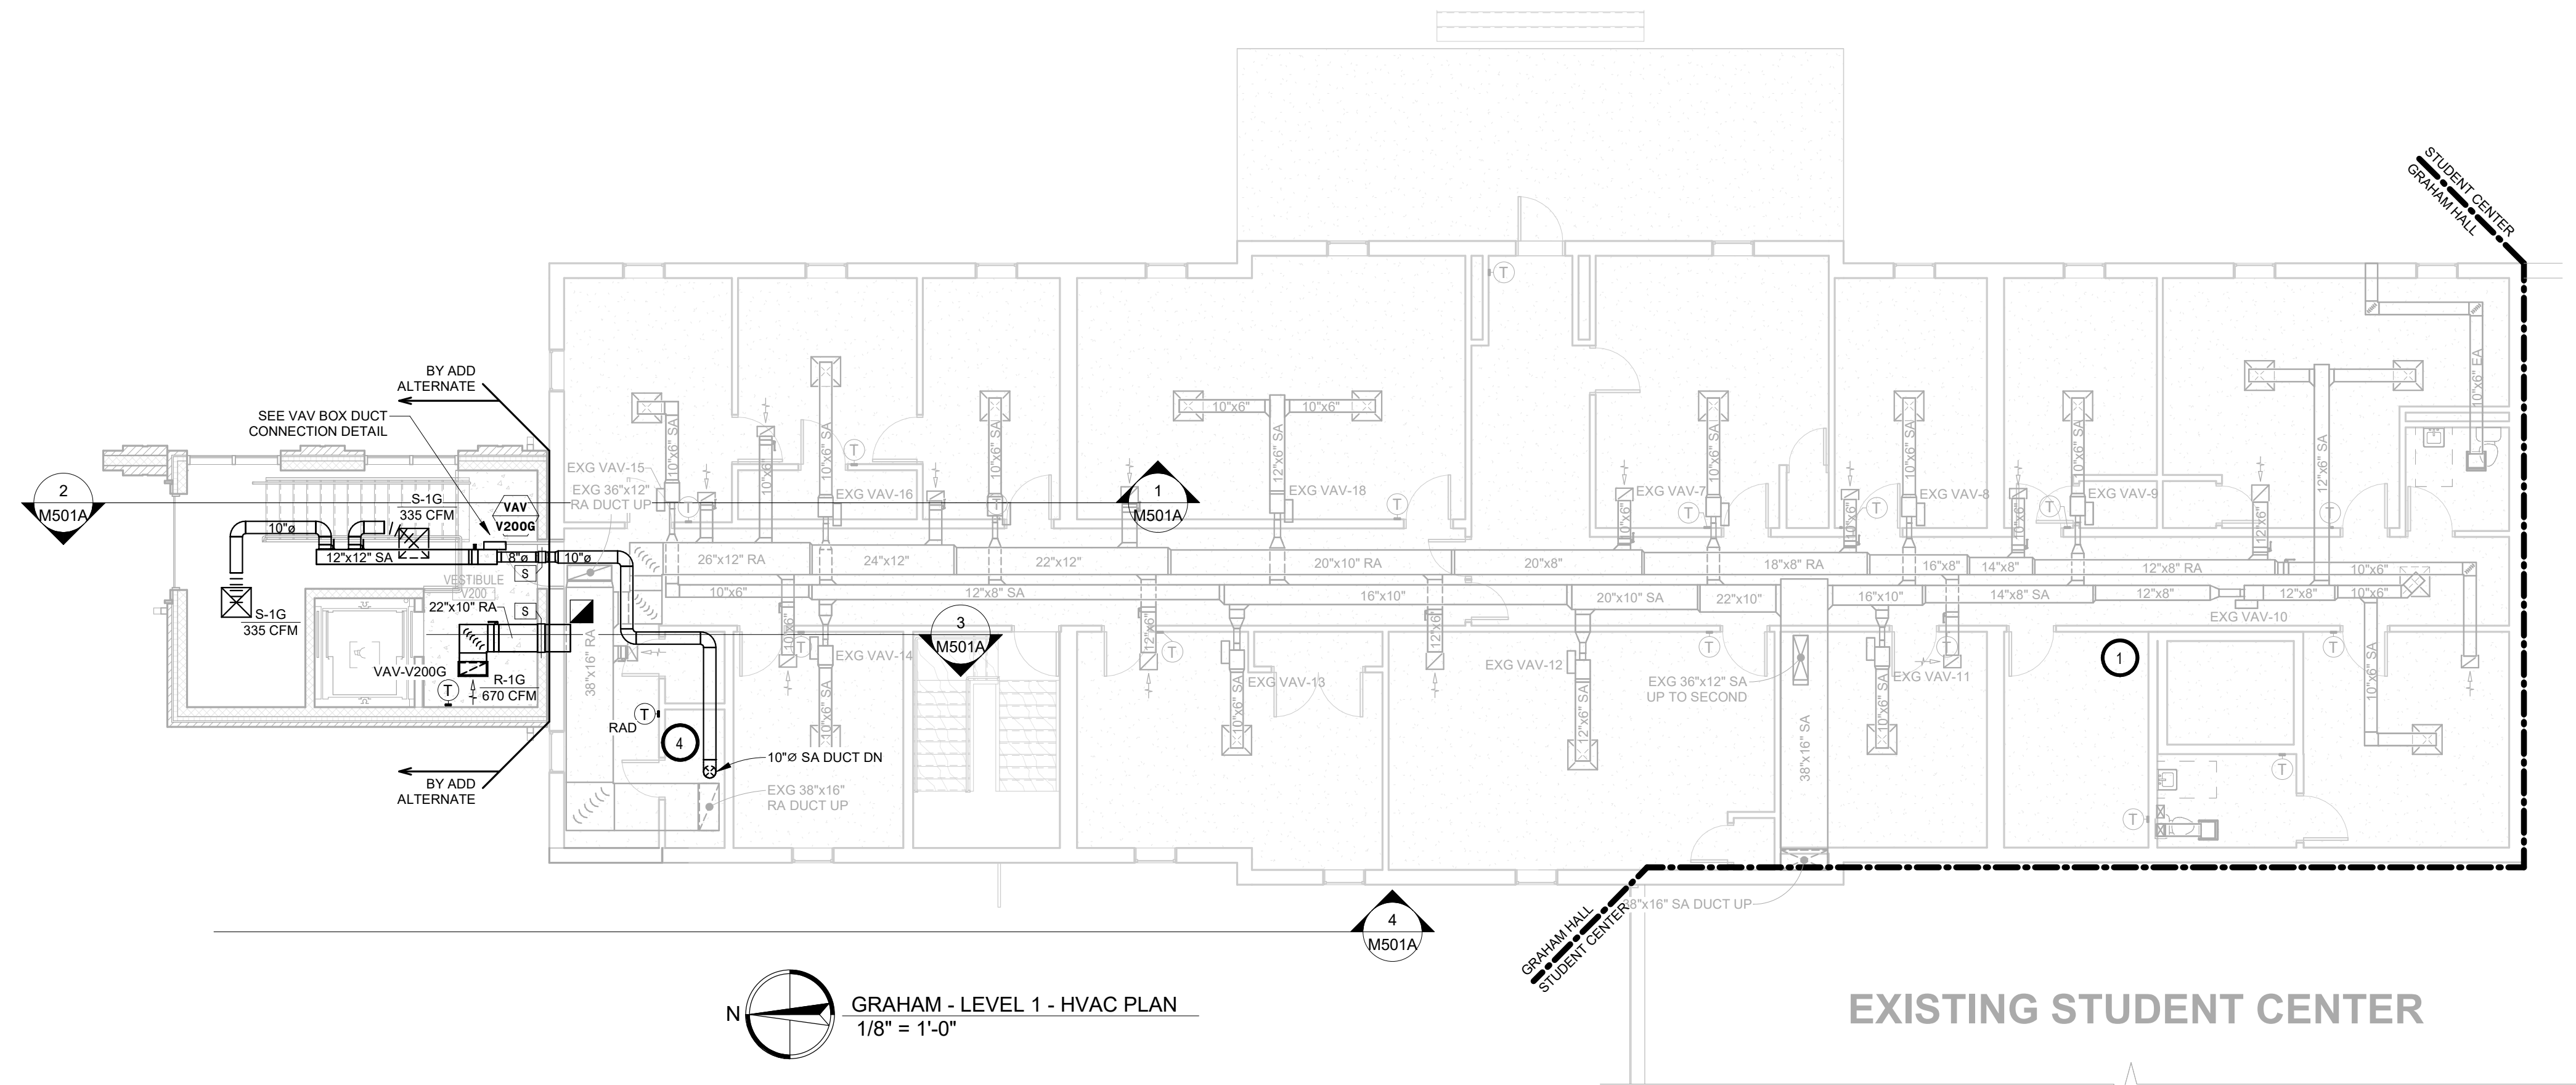 STUDENT CENTER
GRAHAM HALL
BY ADD
ALTERNATE
SEE VAV BOX DUCT
CONNECTION DETAIL
2
M501A
S-1G
335 CFM
VAV
V200G
10"ø
12"x12" SA
8"ø
10"ø
S
VESTIBULE
V200
S
22"x10" RA
S-1G
335 CFM
VAV-V200G
T
R-1G
670 CFM
BY ADD
ALTERNATE
EXG VAV-15
EXG 36"x12"
RA DUCT UP
10"x6" SA
T
10"x6"
10"x6" SA
T
EXG VAV-16
10"x6" SA
T
1
M501A
10"x6"
10"x6"
12"x6" SA
EXG VAV-18
T
T
EXG VAV-7
10"x6"
10"x6" SA
T
10"x6"
T
10"x6" SA
EXG VAV-8
10"x6"
T
10"x6" SA
EXG VAV-9
12"x6"
12"x6" SA
T
10"x6" EA
26"x12" RA
24"x12"
22"x12"
20"x10" RA
20"x8"
18"x8" RA
16"x8"
14"x8"
12"x8" RA
10"x6"
10"x6"
12"x8" SA
16"x10"
20"x10" SA
22"x10"
16"x10"
14"x8" SA
12"x8"
12"x8"
10"x6"
EXG VAV-10
38"x16" RA
T
RAD
4
10"Ø SA DUCT DN
EXG 38"x16"
RA DUCT UP
10"x6"
T
EXG VAV-14
10"x6" SA
3
M501A
12"x6"
T
10"x6" SA
EXG VAV-13
12"x6"
EXG VAV-12
12"x6" SA
T
EXG 36"x12" SA
UP TO SECOND
38"x16" SA
10"x6" SA
EXG VAV-11
12"x6"
T
1
T
T
T
10"x6" SA
38"x16" SA DUCT UP
GRAHAM HALL
STUDENT CENTER
4
M501A
N
GRAHAM - LEVEL 1 - HVAC PLAN
1/8" = 1'-0"
EXISTING STUDENT CENTER